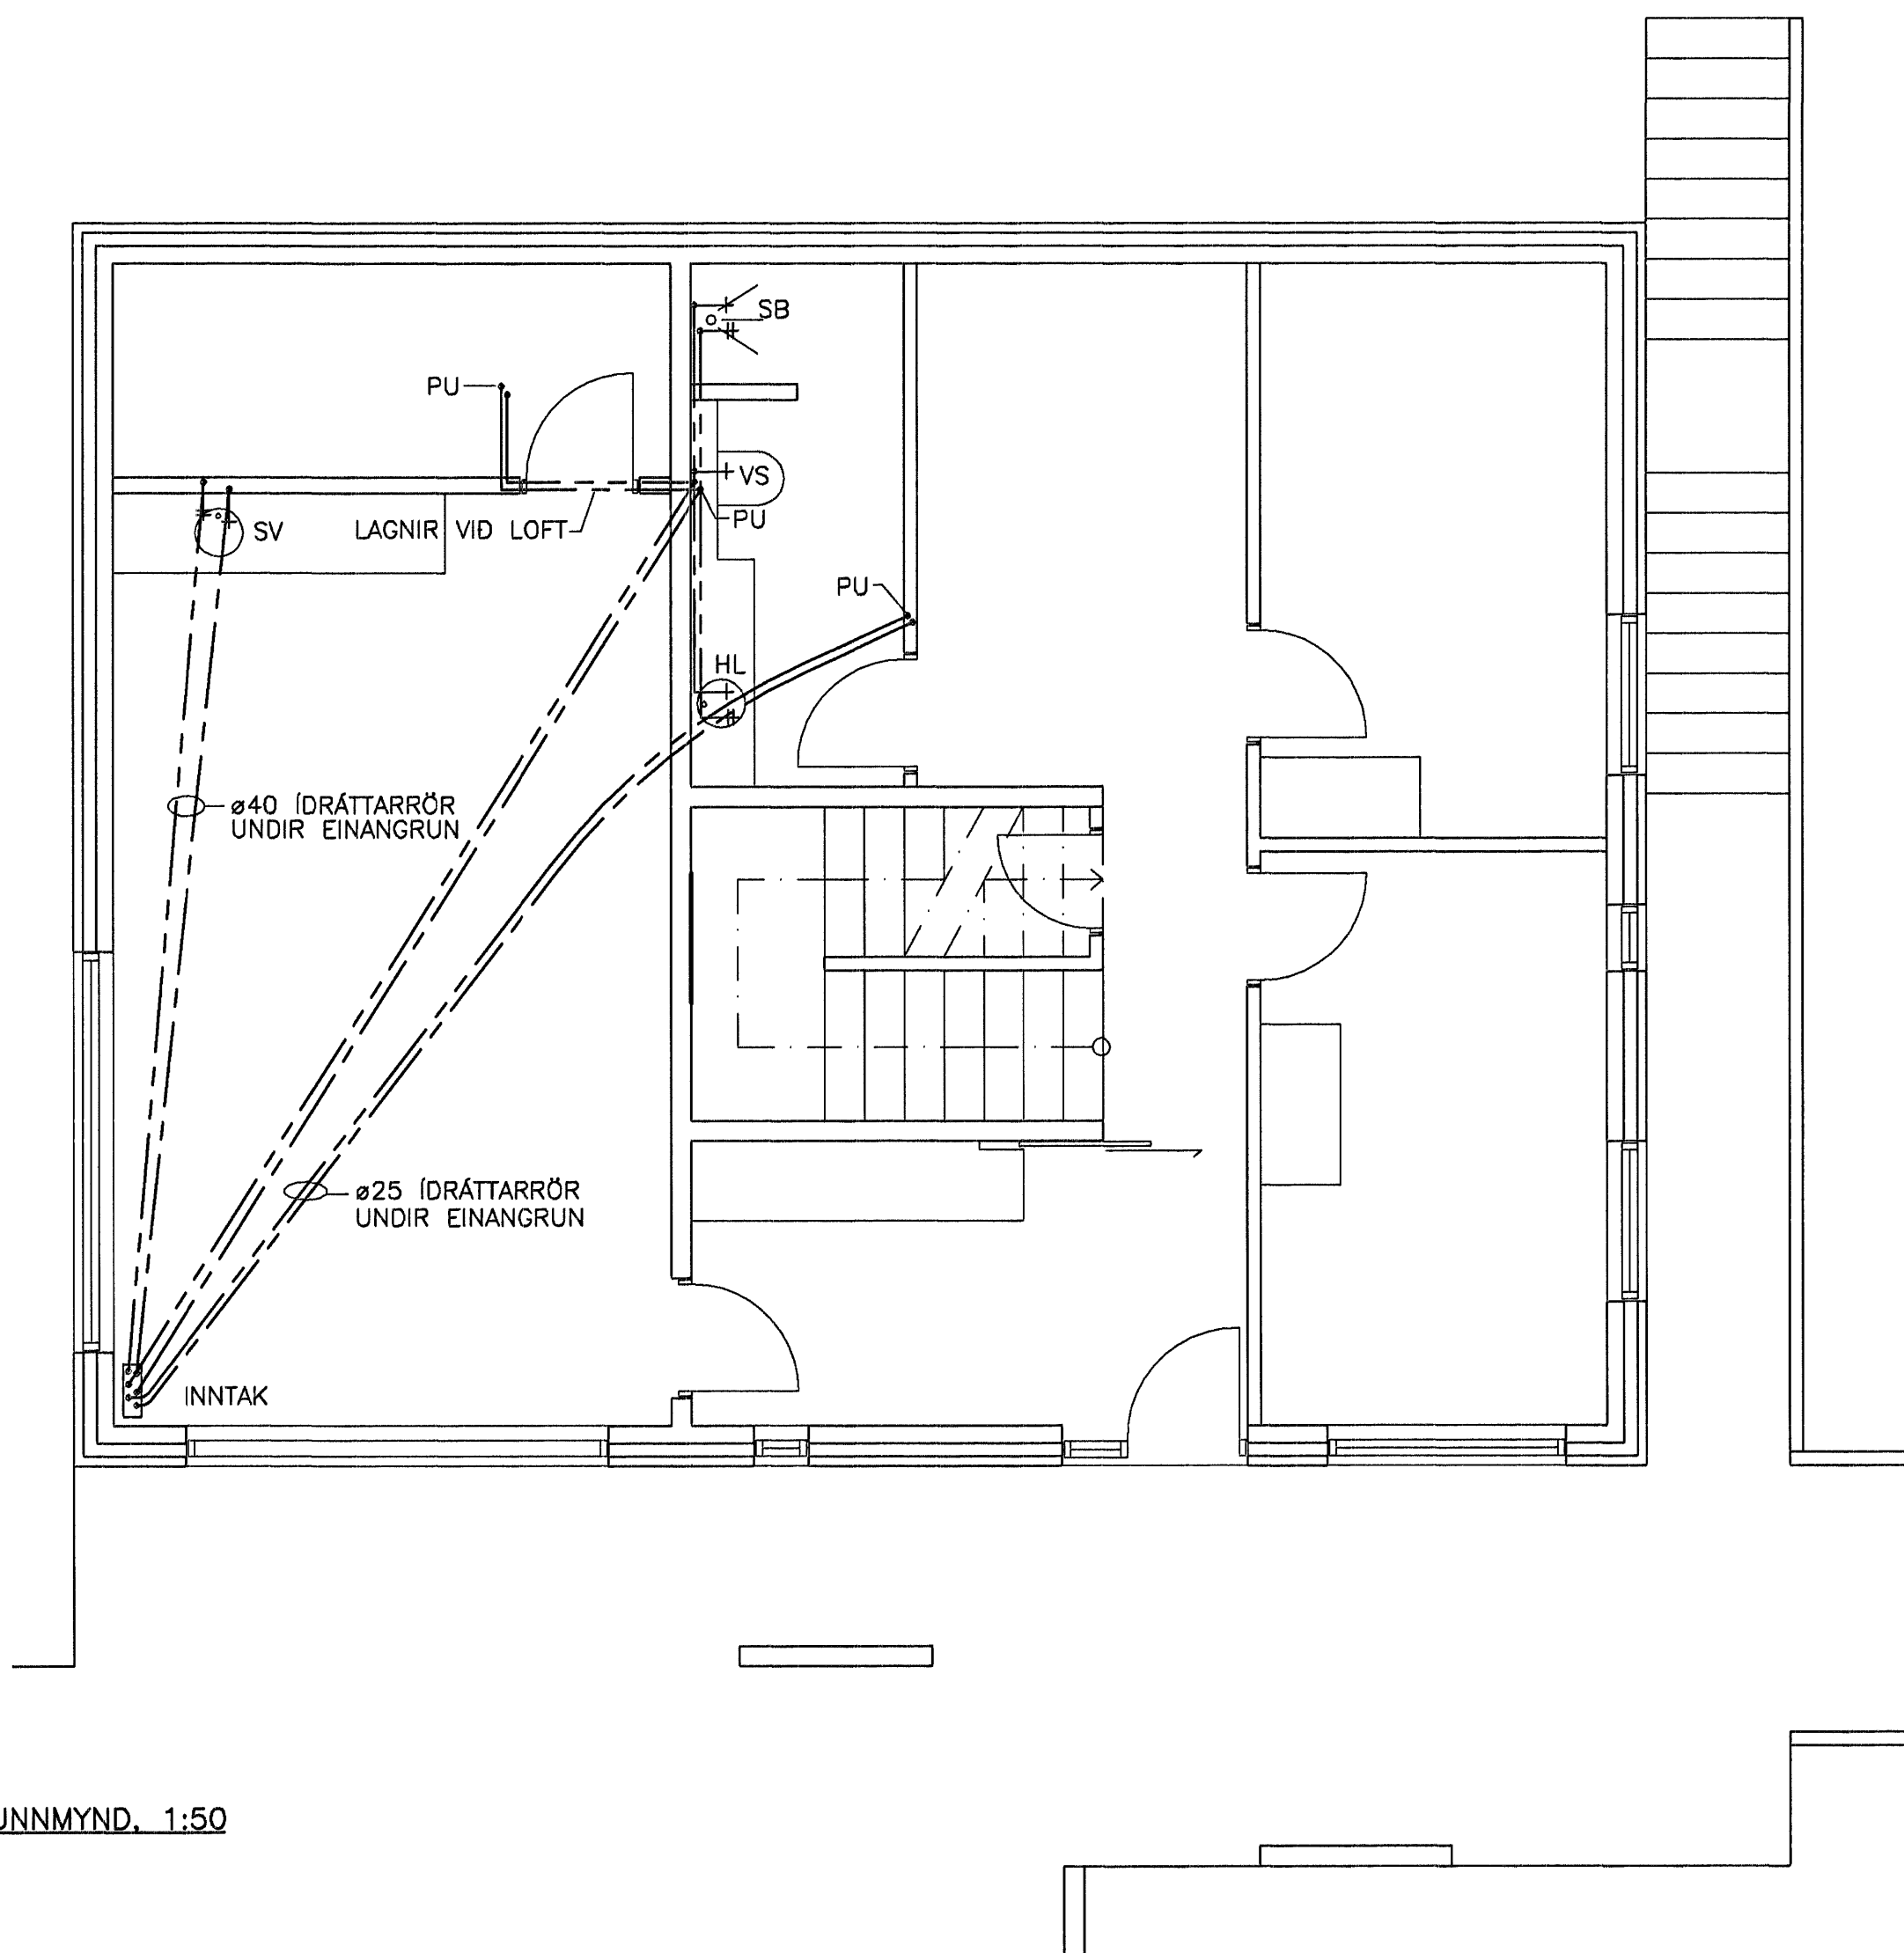 SB
PU
VS
SV
LAGNIR VIÐ LOFT
PU
PU
HL
ø40 ÍDRÁTTARRÖR
UNDIR EINANGRUN
ø25 ÍDRÁTTARRÖR
UNDIR EINANGRUN
INNTAK
UNNMYND, 1:50